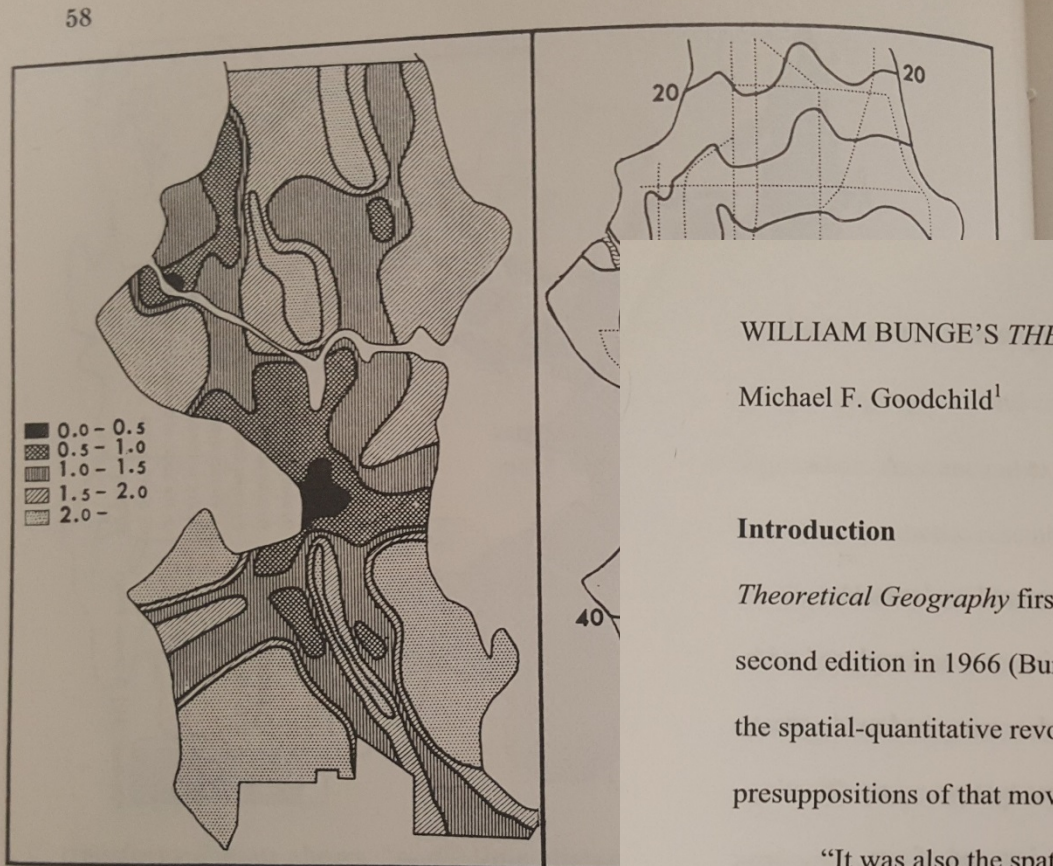 58
0.0 - 0.5
0.5 - 1.0
1.0 - 1.5
1.5 - 2.0
2.0 -
20
20
40
WILLIAM BUNGE'S
Michael F. Goodchild¹
Introduction
Theoretical Geography
second edition in 1966
the spatial-quantitative
presuppositions of that
"It was also the